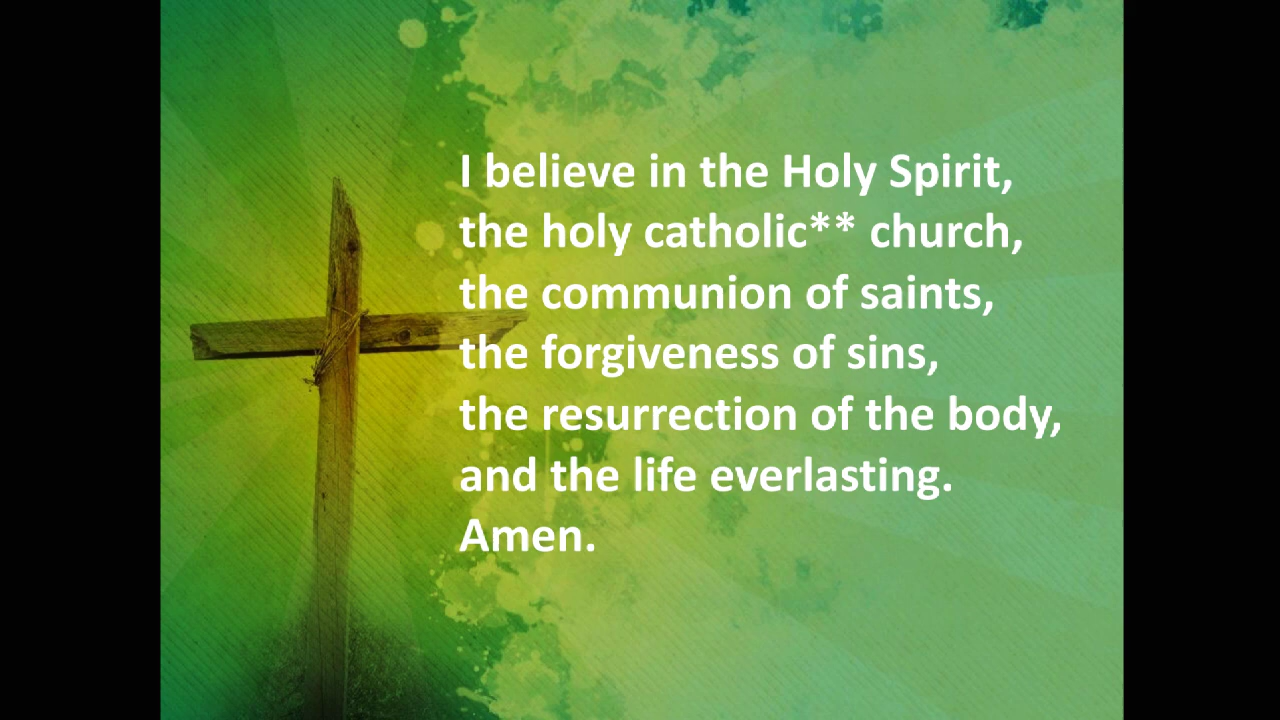 I believe in the Holy Spirit,
the holy catholic** church,
the communion of saints,
the forgiveness of sins,
the resurrection of the body,
and the life everlasting.
Amen.